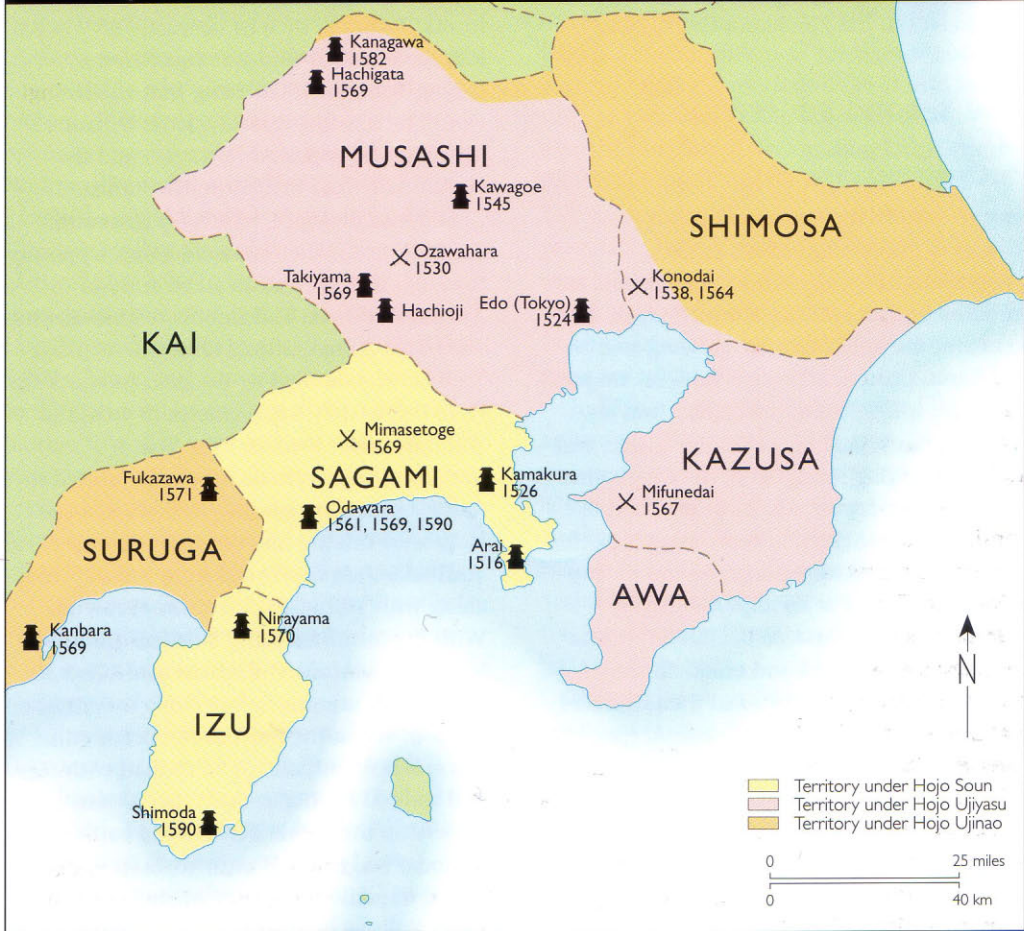 Kanagawa
1582
Hachigata
1569
MUSASHI
Kawagoe
1545
SHIMOSA
Ozawahara
1530
Takiyama
1569
Konodai
1538, 1564
Hachioji
Edo (Tokyo)
1524
KAI
Mimasetoge
1569
KAZUSA
SAGAMI
Fukazawa
1571
Kamakura
1526
Mifunedai
1567
Odawara
1561, 1569, 1590
SURUGA
Arai
1516
AWA
Kanbara
1569
Nirayama
1570
N
IZU
Shimoda
1590
Territory under Hojo Soun
Territory under Hojo Ujiyasu
Territory under Hojo Ujinao
0 25 miles
0 40 km